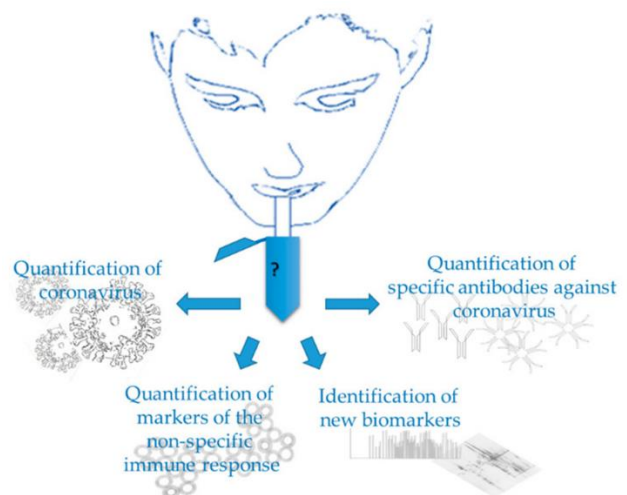 ?
Quantification of
coronavirus
Quantification of
specific antibodies against
coronavirus
Quantification of
markers of the
non-specific
immune response
Identification of
new biomarkers